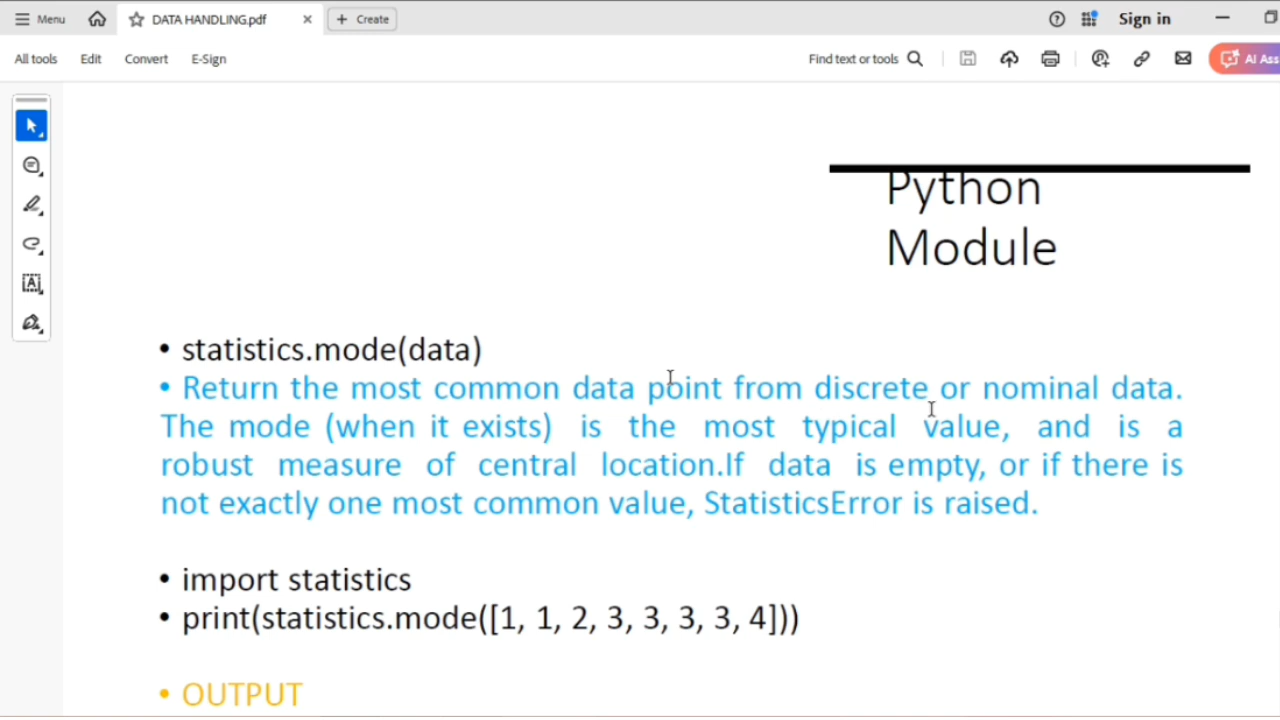 Menu
DATA HANDLING.pdf
Create
Sign in
All tools
Edit
Convert
E-Sign
Find text or tools
AI Ass
Python
Module
• statistics.mode(data)
• Return the most common data point from discrete or nominal data.
The mode (when it exists) is the most typical value, and is a
robust measure of central location.If data is empty, or if there is
not exactly one most common value, StatisticsError is raised.
• import statistics
• print(statistics.mode([1, 1, 2, 3, 3, 3, 3, 4]))
• OUTPUT